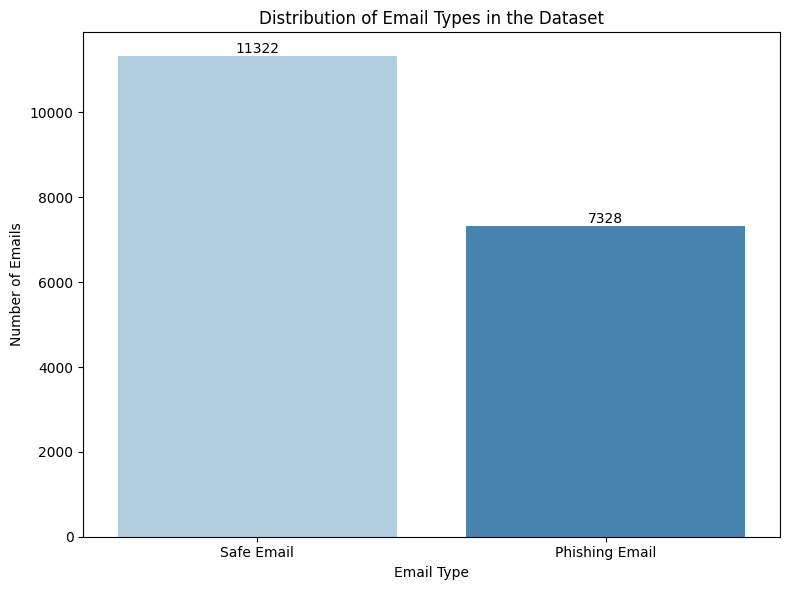 Distribution of Email Types in the Dataset
11322
7328
10000
8000
6000
4000
2000
0
Number of Emails
Safe Email
Phishing Email
Email Type